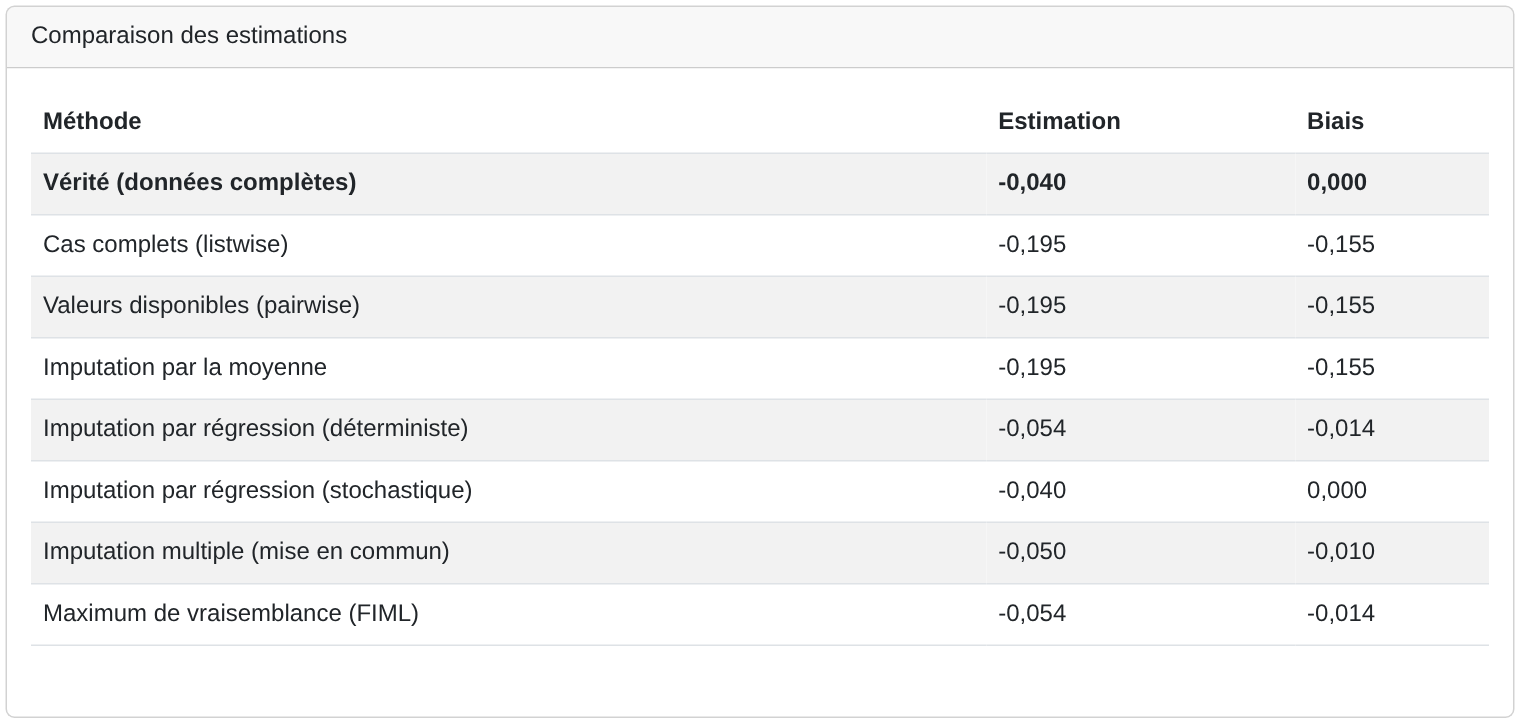 Comparaison des estimations
Méthode Estimation Biais
Vérité (données complètes) -0,040 0,000
Cas complets (listwise) -0,195 -0,155
Valeurs disponibles (pairwise) -0,195 -0,155
Imputation par la moyenne -0,195 -0,155
Imputation par régression (déterministe) -0,054 -0,014
Imputation par régression (stochastique) -0,040 0,000
Imputation multiple (mise en commun) -0,050 -0,010
Maximum de vraisemblance (FIML) -0,054 -0,014